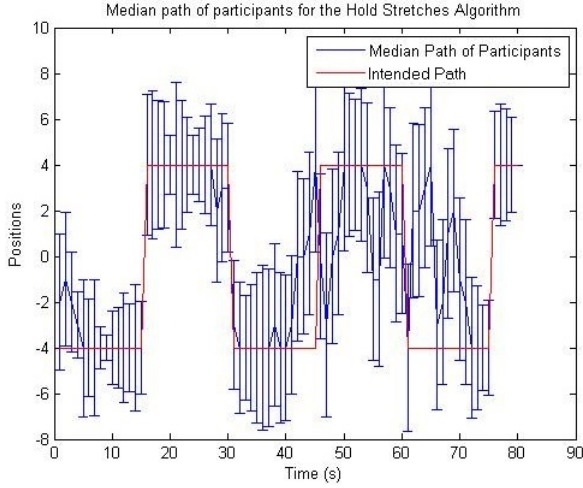 Median path of participants for the Hold Stretches Algorithm
10
8
6
4
2
0
-2
-4
-6
-8
Positions
Median Path of Participants
Intended Path
0 10 20 30 40 50 60 70 80 90
Time (s)